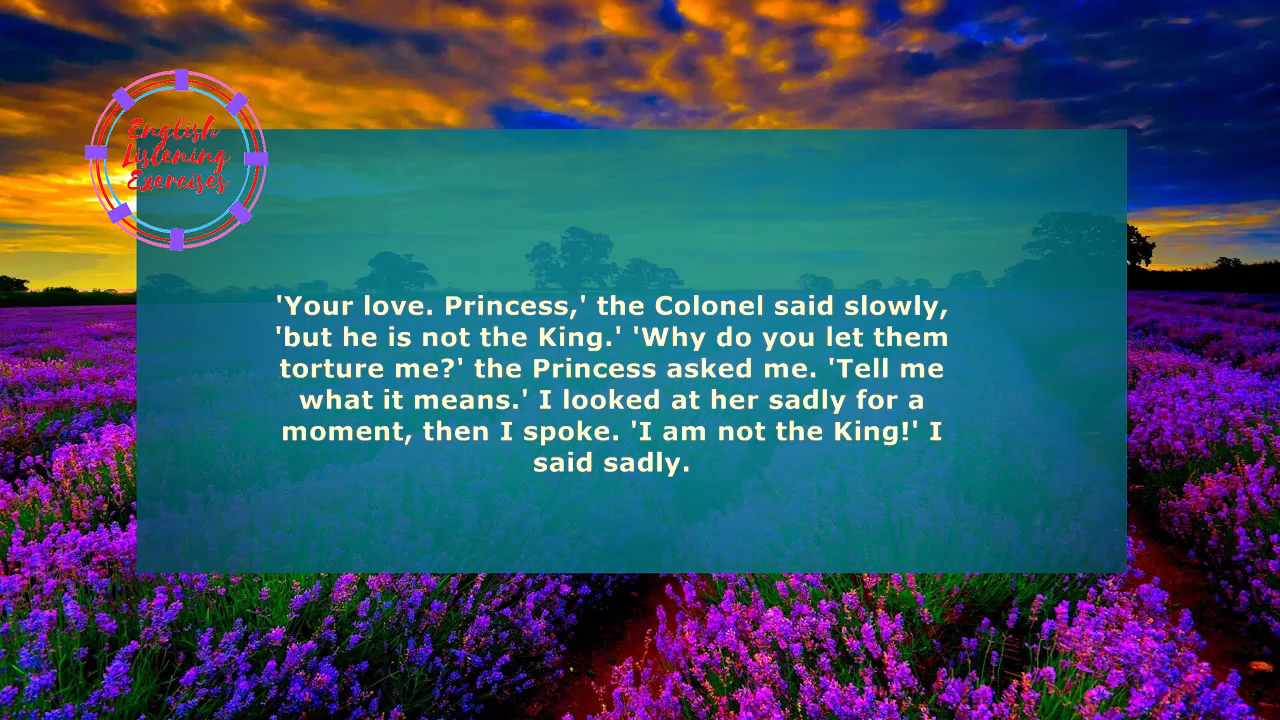 English
Listening
Exercises
'Your love. Princess,' the Colonel said slowly,
'but he is not the King.' 'Why do you let them
torture me?' the Princess asked me. 'Tell me
what it means.' I looked at her sadly for a
moment, then I spoke. 'I am not the King!' I
said sadly.